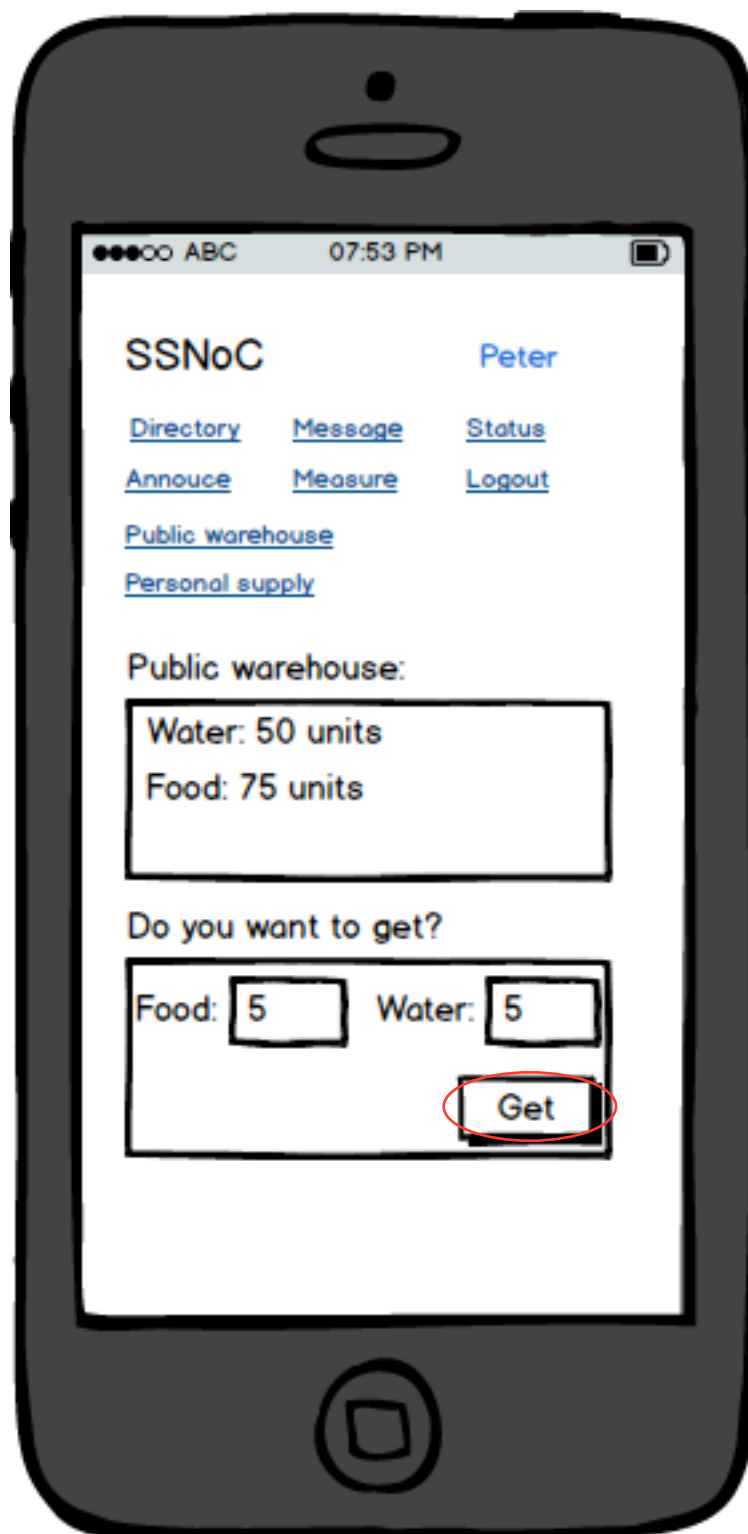 ABC 07:53 PM
SSNoC Peter
Directory Message Status
Annouce Measure Logout
Public warehouse
Personal supply
Public warehouse:
Water: 50 units
Food: 75 units
Do you want to get?
Food: 5 Water: 5
Get